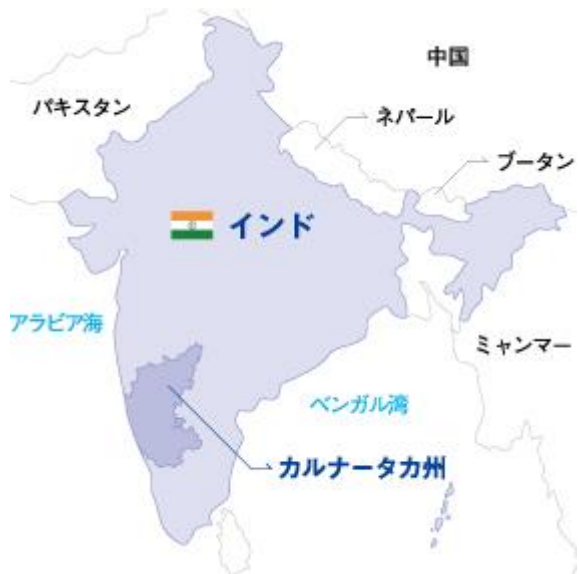 中国
パキスタン
ネパール
ブータン
インド
アラビア海
ミャンマー
ベンガル湾
カルナータカ州